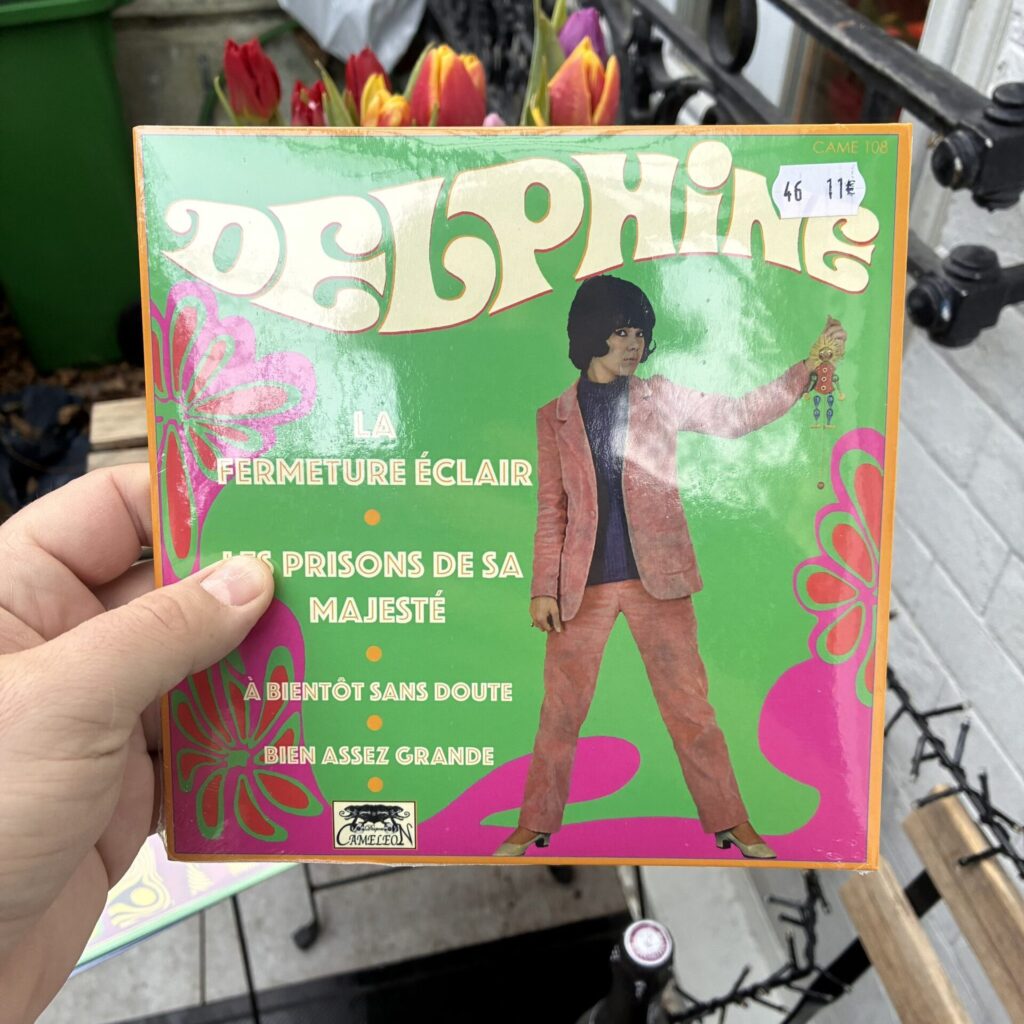 CAME 108
DELPHINE
46 11€
LA
FERMETURE ÉCLAIR
LES PRISONS DE SA
MAJESTÉ
À BIENTÔT SANS DOUTE
BIEN ASSEZ GRANDE
CAMELEON